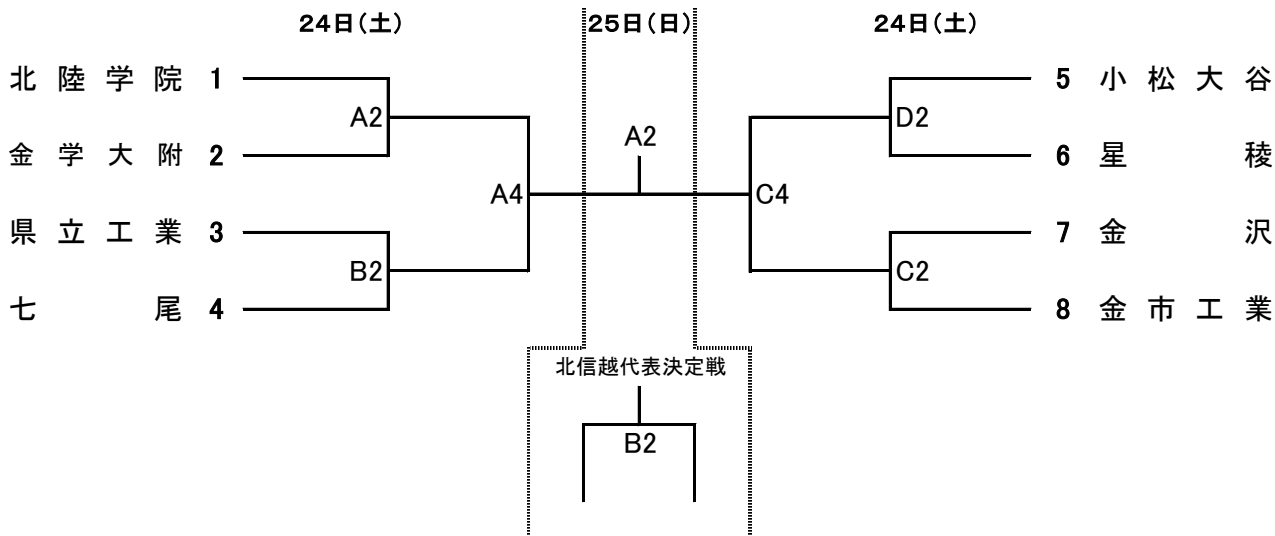 24日(土) 25日(日) 24日(土)
北陸学院 1
5 小松大谷
A2
D2
A2
金学大附 2
6 星稜
A4
C4
県立工業 3
7 金沢
B2
C2
七尾 4
8 金市工業
北信越代表決定戦
B2